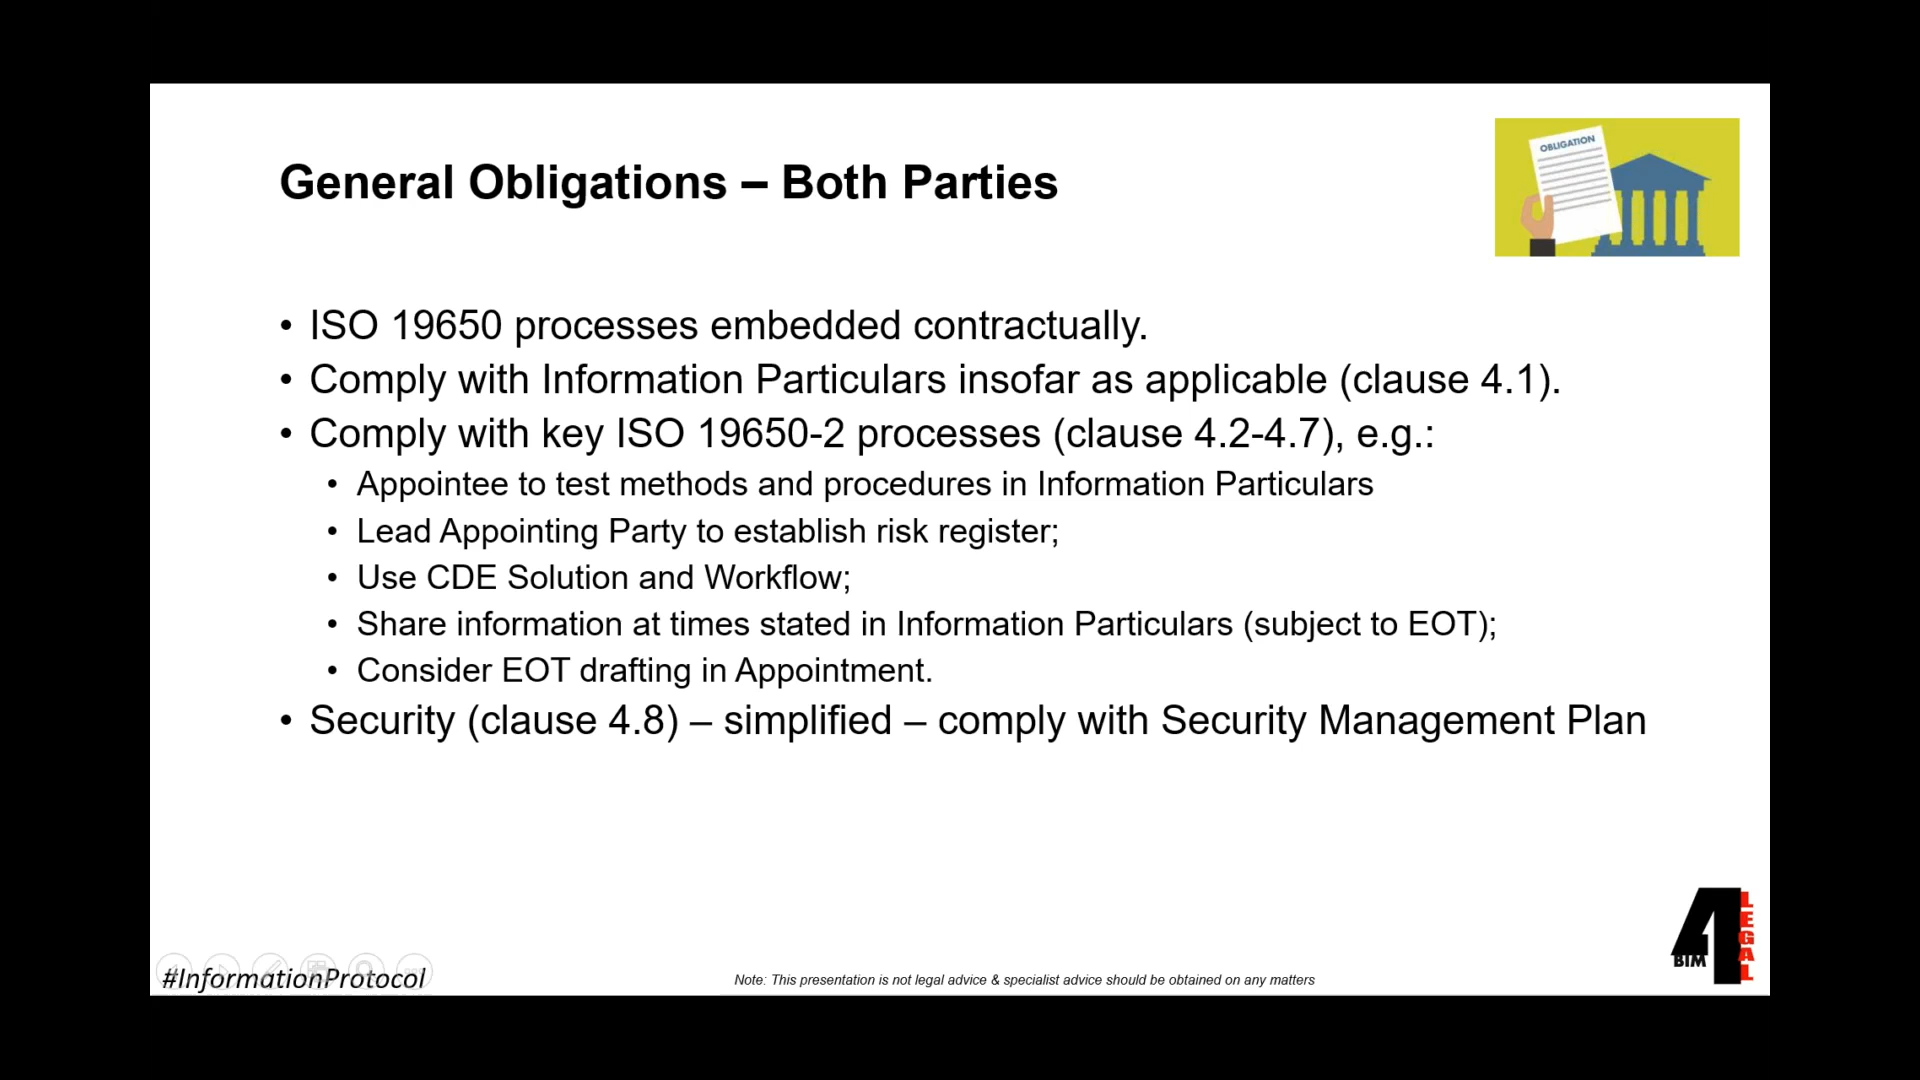 OBLIGATION
General Obligations – Both Parties
• ISO 19650 processes embedded contractually.
• Comply with Information Particulars insofar as applicable (clause 4.1).
• Comply with key ISO 19650-2 processes (clause 4.2-4.7), e.g.:
• Appointee to test methods and procedures in Information Particulars
• Lead Appointing Party to establish risk register;
• Use CDE Solution and Workflow;
• Share information at times stated in Information Particulars (subject to EOT);
• Consider EOT drafting in Appointment.
• Security (clause 4.8) – simplified – comply with Security Management Plan
#InformationProtocol
Note: This presentation is not legal advice & specialist advice should be obtained on any matters
BIM 4 LEGAL